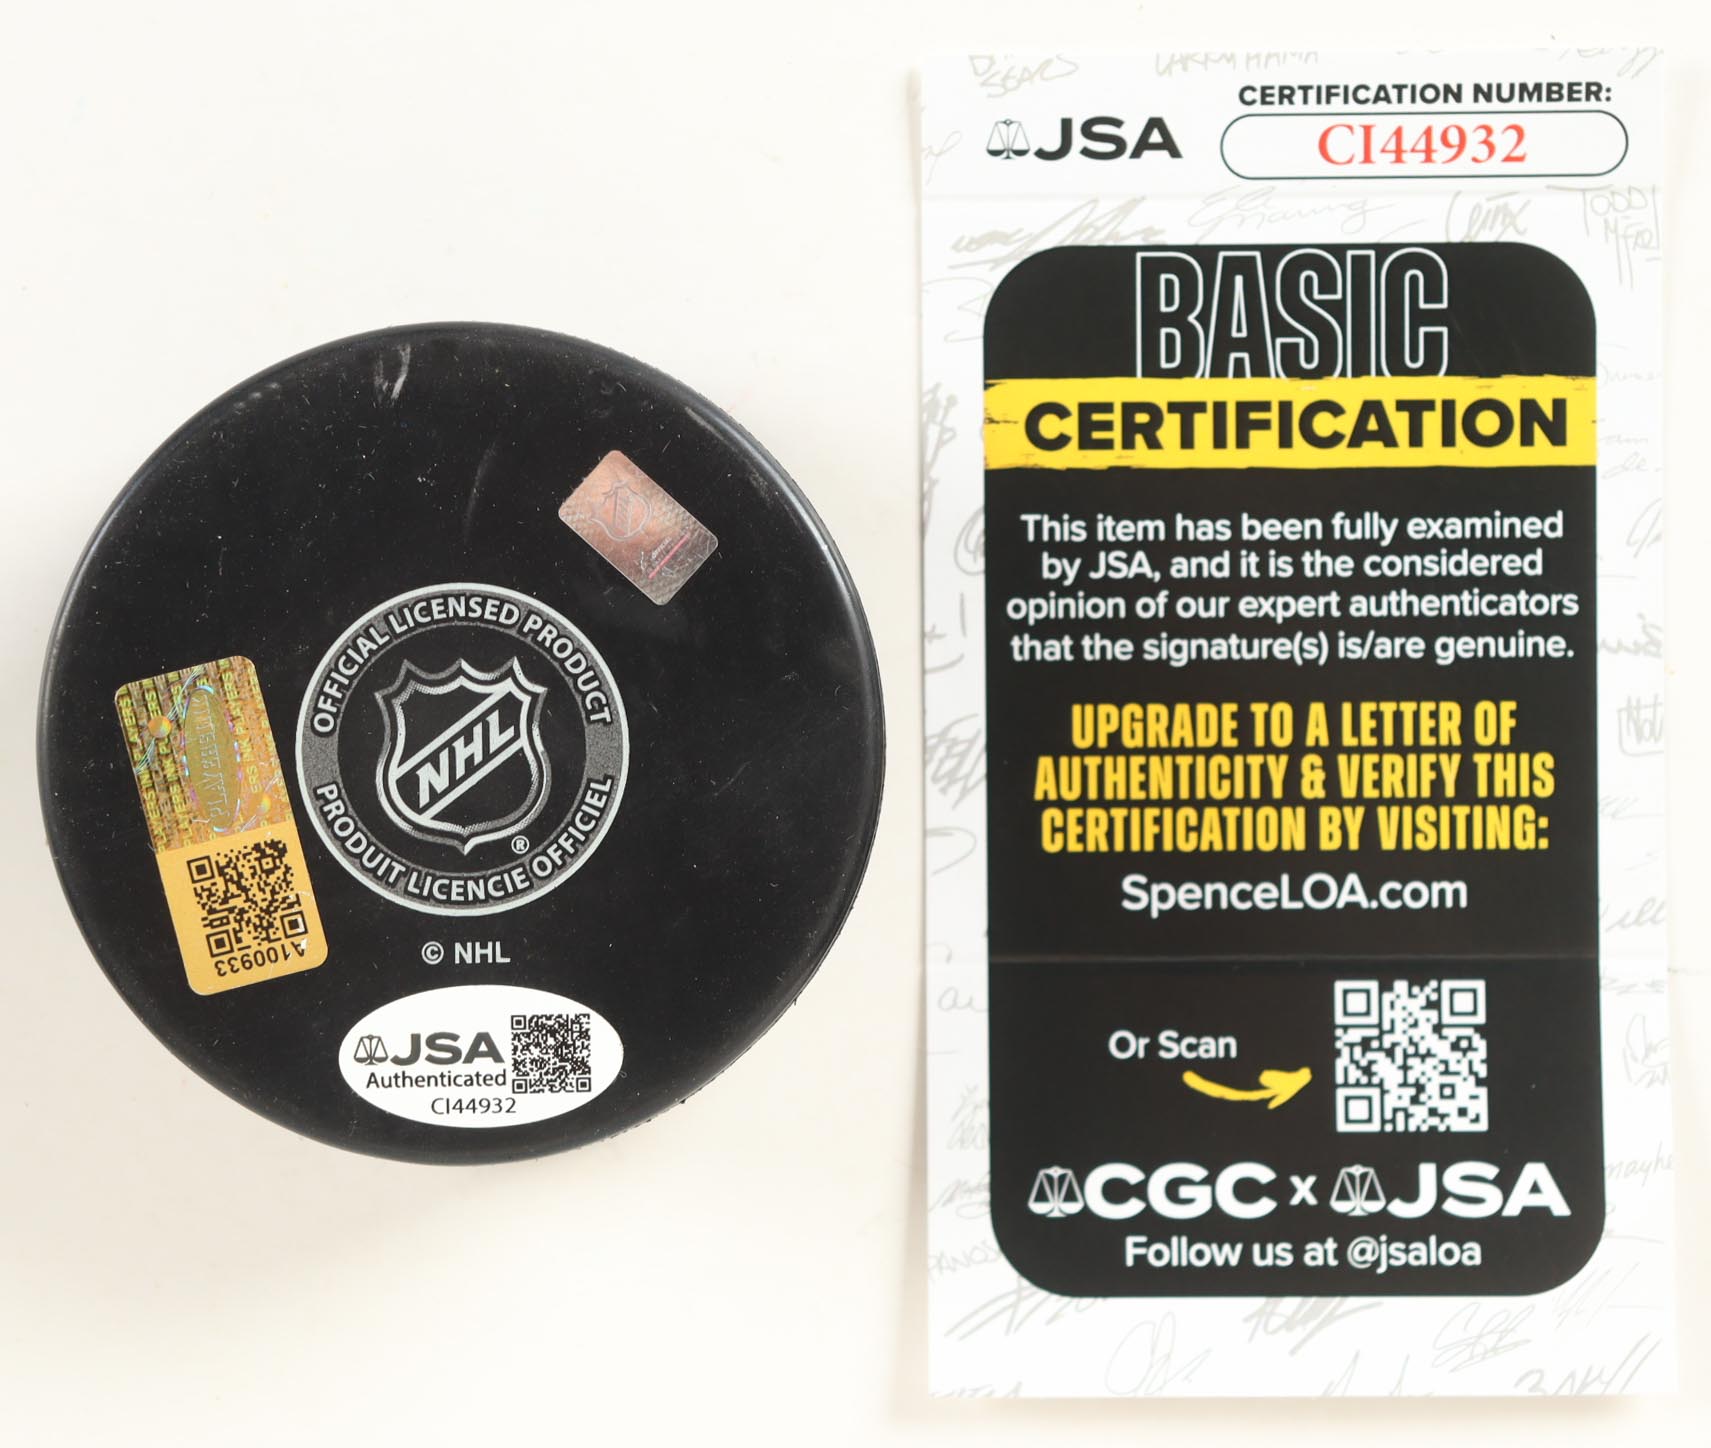 OFFICIAL LICENSED PRODUCT
NHL
®
PRODUIT LICENCIE OFFICIEL
© NHL
A100933
JSA
Authenticated
CI44932
JSA
CERTIFICATION NUMBER:
CI44932
BASIC
CERTIFICATION
This item has been fully examined
by JSA, and it is the considered
opinion of our expert authenticators
that the signature(s) is/are genuine.
UPGRADE TO A LETTER OF
AUTHENTICITY & VERIFY THIS
CERTIFICATION BY VISITING:
SpenceLOA.com
Or Scan
CGC x JSA
Follow us at @jsaloa